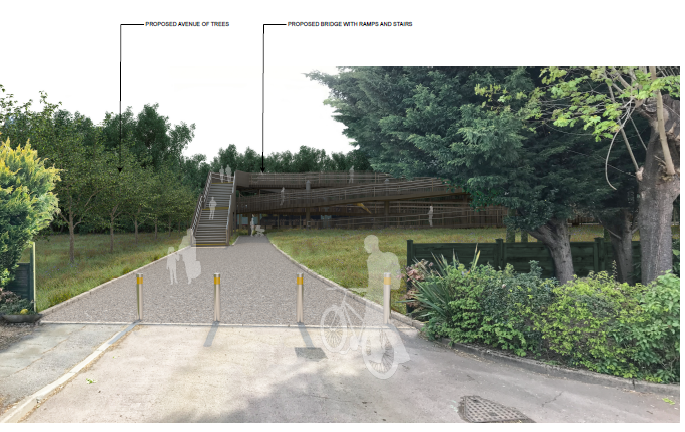 PROPOSED AVENUE OF TREES
PROPOSED BRIDGE WITH RAMPS AND STAIRS